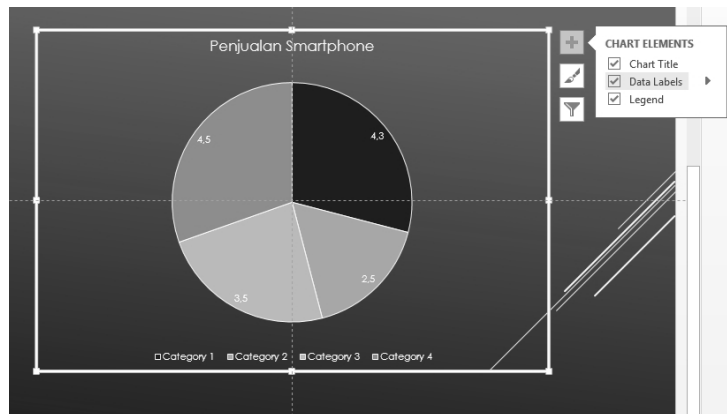 Penjualan Smartphone
4,5
4,3
3,5
2,5
Category 1 Category 2 Category 3 Category 4
CHART ELEMENTS
Chart Title
Data Labels
Legend